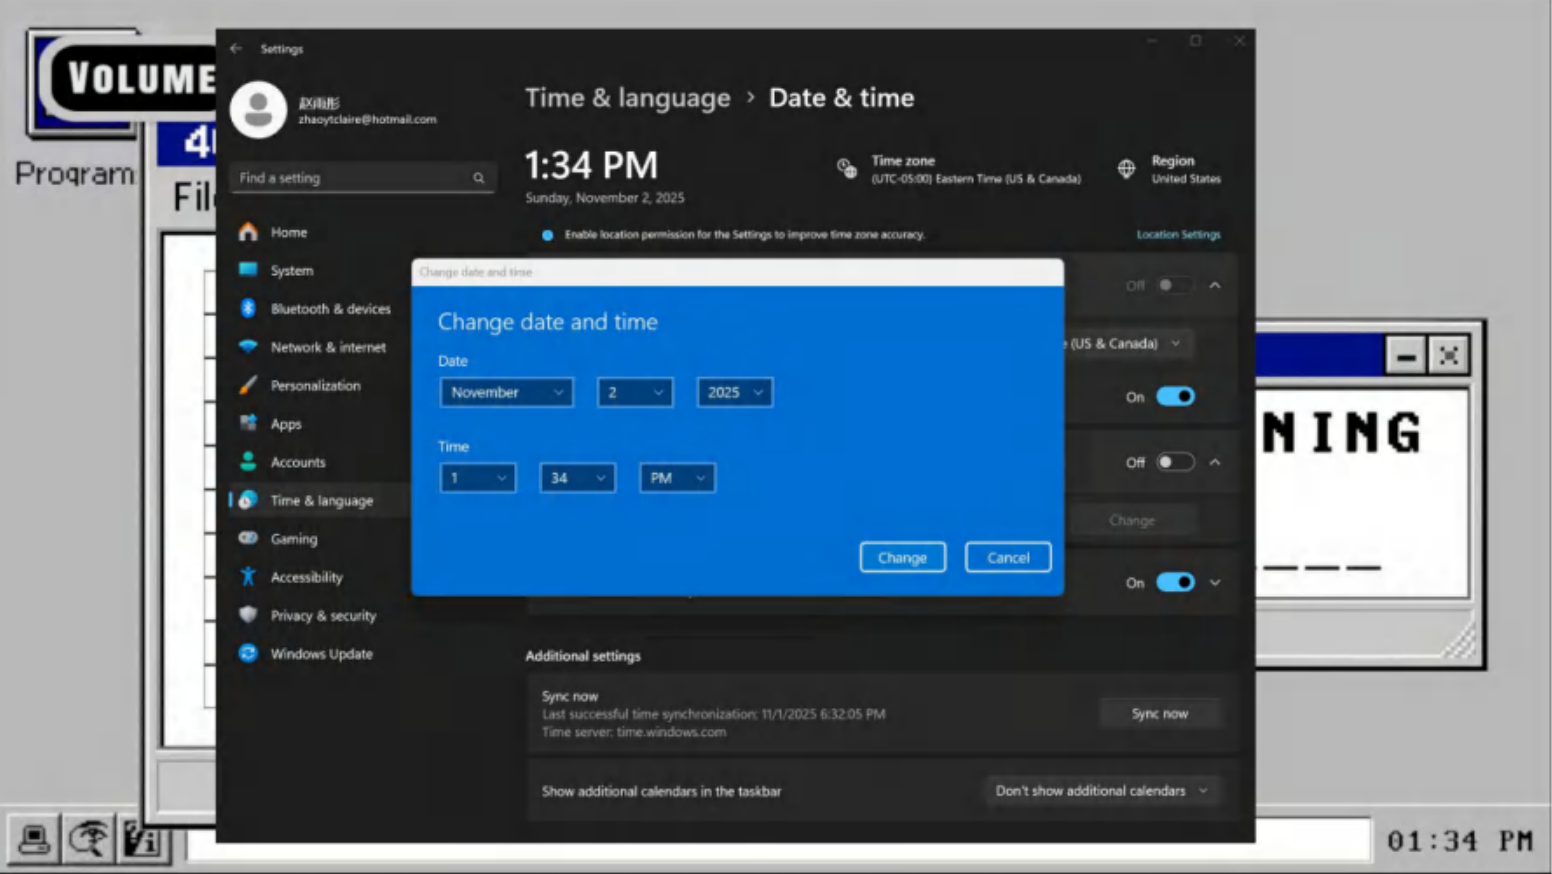 VOLUME
Program
4
Fil
Settings
zhaoytclaire@hotmail.com
Find a setting
Home
System
Bluetooth & devices
Network & internet
Personalization
Apps
Accounts
Time & language
Gaming
Accessibility
Privacy & security
Windows Update
Time & language > Date & time
1:34 PM
Sunday, November 2, 2025
Time zone
(UTC-05:00) Eastern Time (US & Canada)
Region
United States
Enable location permission for the Settings to improve time zone accuracy.
Location Settings
Off
(US & Canada)
On
Off
Change
On
Change date and time
Change date and time
Date
November 2 2025
Time
1 34 PM
Change Cancel
Additional settings
Sync now
Last successful time synchronization: 11/1/2025 6:32:05 PM
Time server: time.windows.com
Sync now
Show additional calendars in the taskbar
Don't show additional calendars
NING
01:34 PM